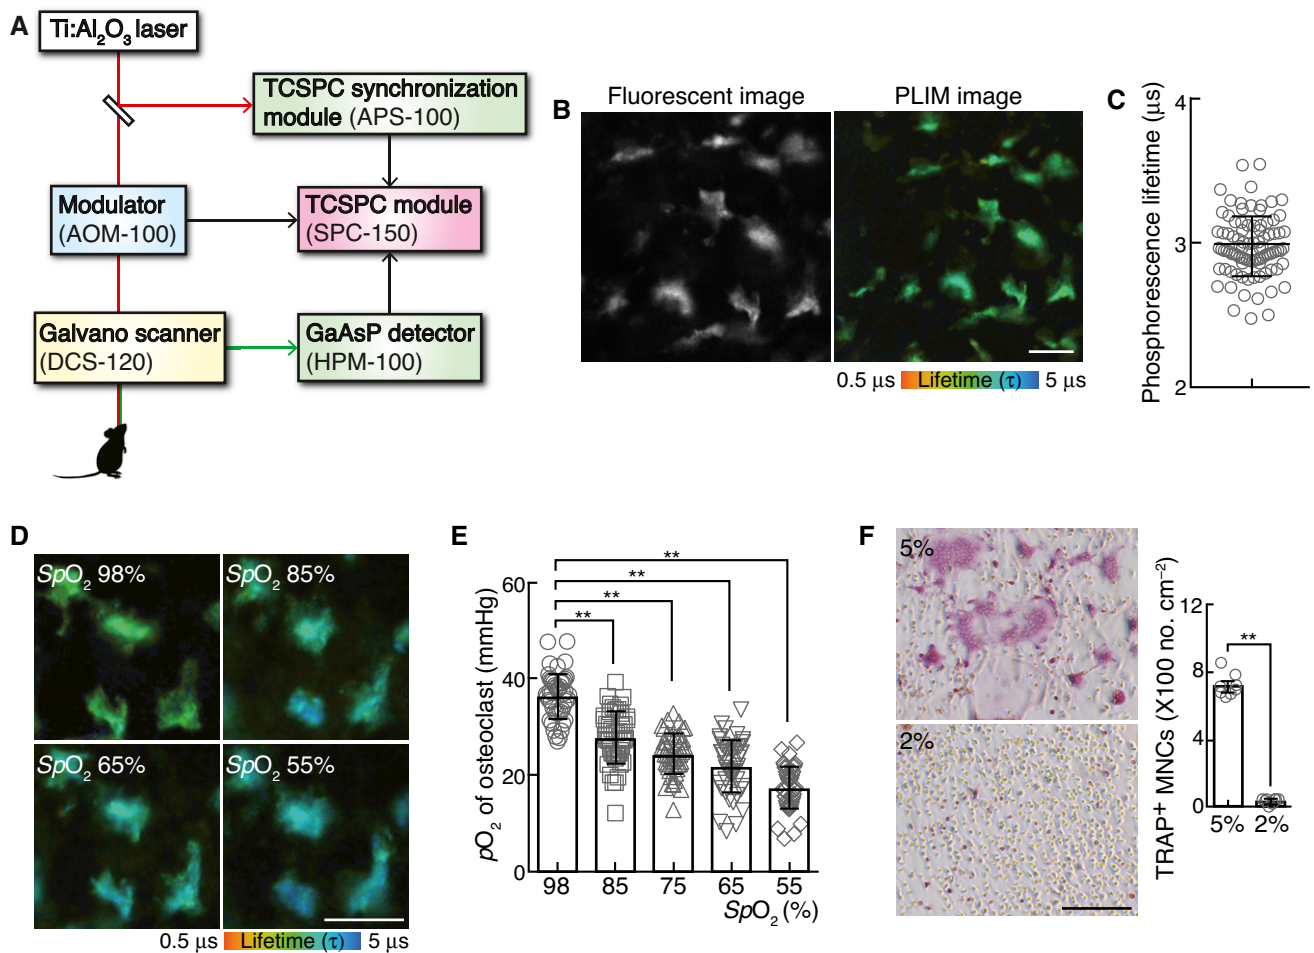 A
Ti:Al2O3 laser
TCSPC synchronization
module (APS-100)
Modulator
(AOM-100)
TCSPC module
(SPC-150)
Galvano scanner
(DCS-120)
GaAsP detector
(HPM-100)
B
Fluorescent image
PLIM image
0.5 μs
Lifetime (τ)
5 μs
C
Phosphorescence lifetime (μs)
4
3
2
D
SpO2 98%
SpO2 85%
SpO2 65%
SpO2 55%
0.5 μs
Lifetime (τ)
5 μs
E
pO2 of osteoclast (mmHg)
60
40
20
0
**
**
**
**
98
85
75
65
55
SpO2 (%)
F
5%
2%
TRAP+ MNCs (X100 no. cm−2)
12
8
4
0
**
5%
2%